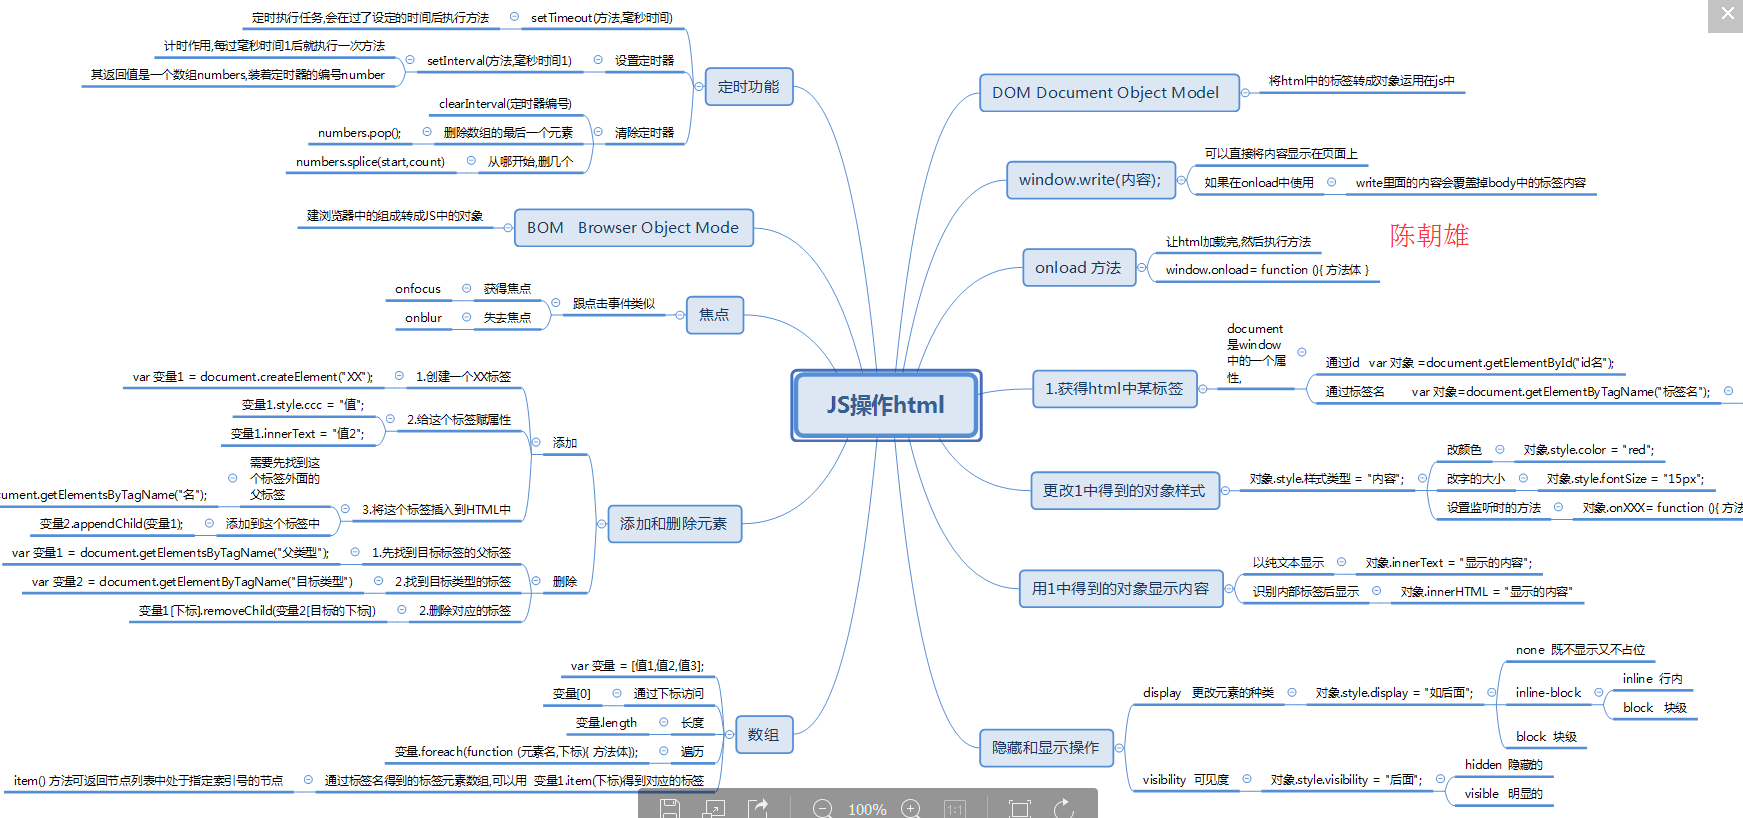 定时执行任务,会在过了设定的时间后执行方法
setTimeout(方法,毫秒时间)
计时作用,每过毫秒时间1后就执行一次方法
其返回值是一个数组numbers,装着定时器的编号number
setInterval(方法,毫秒时间1)
设置定时器
定时功能
clearInterval(定时器编号)
numbers.pop();
删除数组的最后一个元素
清除定时器
numbers.splice(start,count)
从哪开始,删几个
建浏览器中的组成转成JS中的对象
BOM   Browser Object Mode
onfocus
获得焦点
跟点击事件类似
焦点
onblur
失去焦点
var 变量1 = document.createElement("XX");
1.创建一个XX标签
变量1.style.ccc = "值";
2.给这个标签赋属性
变量1.innerText = "值2";
添加
需要先找到这
个标签外面的
父标签
cument.getElementsByTagName("名");
3.将这个标签插入到HTML中
变量2.appendChild(变量1);
添加到这个标签中
添加和删除元素
var 变量1 = document.getElementsByTagName("父类型");
1.先找到目标标签的父标签
var 变量2 = document.getElementByTagName("目标类型")
2.找到目标类型的标签
删除
变量1[下标].removeChild(变量2[目标的下标])
2.删除对应的标签
var 变量 = [值1,值2,值3];
变量[0]
通过下标访问
变量.length
长度
数组
变量.foreach(function (元素名,下标){ 方法体});
遍历
item() 方法可返回节点列表中处于指定索引号的节点
通过标签名得到的标签元素数组,可以用  变量1.item(下标)得到对应的标签
JS操作html
DOM Document Object Model
将html中的标签转成对象运用在js中
window.write(内容);
可以直接将内容显示在页面上
如果在onload中使用
write里面的内容会覆盖掉body中的标签内容
陈朝雄
onload 方法
让html加载完,然后执行方法
window.onload= function (){ 方法体 }
1.获得html中某标签
document
是window
中的一个属
性,
通过id   var 对象 =document.getElementById("id名");
通过标签名        var 对象=document.getElementByTagName("标签名");
更改1中得到的对象样式
对象.style.样式类型 = "内容";
改颜色
对象.style.color = "red";
改字的大小
对象.style.fontSize = "15px";
设置监听时的方法
对象.onXXX= function (){ 方法
用1中得到的对象显示内容
以纯文本显示
对象.innerText = "显示的内容";
识别内部标签后显示
对象.innerHTML = "显示的内容"
隐藏和显示操作
display   更改元素的种类
对象.style.display = "如后面";
none  既不显示又不占位
inline-block
inline  行内
block   块级
block  块级
visibility  可见度
对象.style.visibility = "后面";
hidden  隐藏的
visible   明显的
100%
1:1